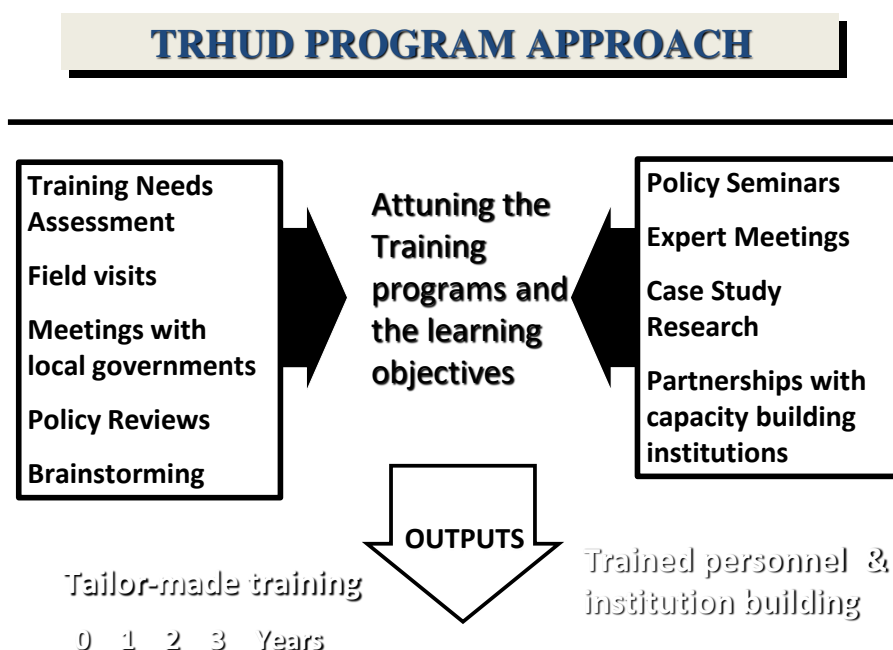 TRHUD PROGRAM APPROACH
Training Needs
Assessment
Field visits
Meetings with
local governments
Policy Reviews
Brainstorming
Attuning the
Training
programs and
the learning
objectives
Policy Seminars
Expert Meetings
Case Study
Research
Partnerships with
capacity building
institutions
OUTPUTS
Tailor-made training
0 1 2 3 Years
Trained personnel &
institution building